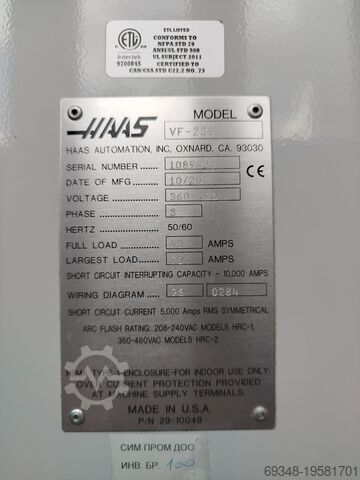 ETL LISTED
CONFORMS TO
NFPA STD 79
ANSI/UL STD 508
UL SUBJECT 2011
CERTIFIED TO
CAN/CSA STD C22.2 NO. 73
Intertek
9700845
HAAS
MODEL
VF-2SS
HAAS AUTOMATION, INC, OXNARD, CA. 93030
SERIAL NUMBER
DATE OF MFG
VOLTAGE
PHASE 3
HERTZ 50/60
FULL LOAD AMPS
LARGEST LOAD AMPS
SHORT CIRCUIT INTERRUPTING CAPACITY - 10,000 AMPS
WIRING DIAGRAM 0284
SHORT CIRCUIT CURRENT 5,000 Amps RMS SYMMETRICAL
ARC FLASH RATING: 208-240VAC MODELS HRC-1,
360-480VAC MODELS HRC-2
TYPE 1 ENCLOSURE-FOR INDOOR USE ONLY
OVER CURRENT PROTECTION PROVIDED
AT MACHINE SUPPLY TERMINALS.
MADE IN U.S.A.
P/N 29-10048
СИМ ПРОМ ДОО
ИНВ. БР. 100
69348-19581701